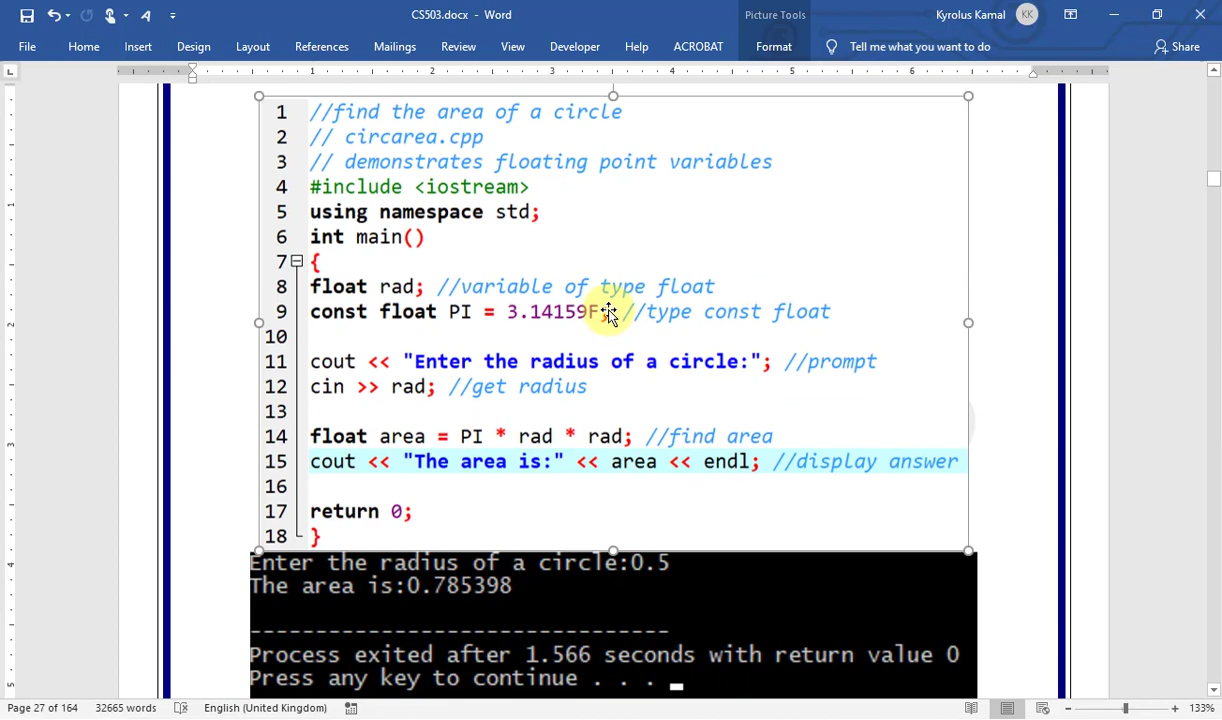 CS503.docx - Word
Picture Tools
Kyrolus Kamal
KK
File Home Insert Design Layout References Mailings Review View Developer Help ACROBAT Format Tell me what you want to do Share
1 2 3 4 5 6
1 //find the area of a circle
2 // circarea.cpp
3 // demonstrates floating point variables
4 #include <iostream>
5 using namespace std;
6 int main()
7 {
8 float rad; //variable of type float
9 const float PI = 3.14159F; //type const float
10
11 cout << "Enter the radius of a circle:"; //prompt
12 cin >> rad; //get radius
13
14 float area = PI * rad * rad; //find area
15 cout << "The area is:" << area << endl; //display answer
16
17 return 0;
18 }
Enter the radius of a circle:0.5
The area is:0.785398
--------------------------------
Process exited after 1.566 seconds with return value 0
Press any key to continue . . .
Page 27 of 164 32665 words English (United Kingdom) 133%